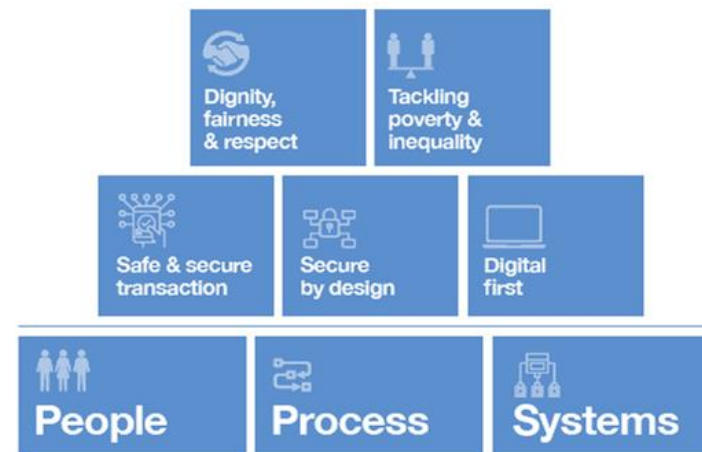 Dignity,
fairness
& respect
Tackling
poverty &
inequality
Safe & secure
transaction
Secure
by design
Digital
first
People
Process
Systems